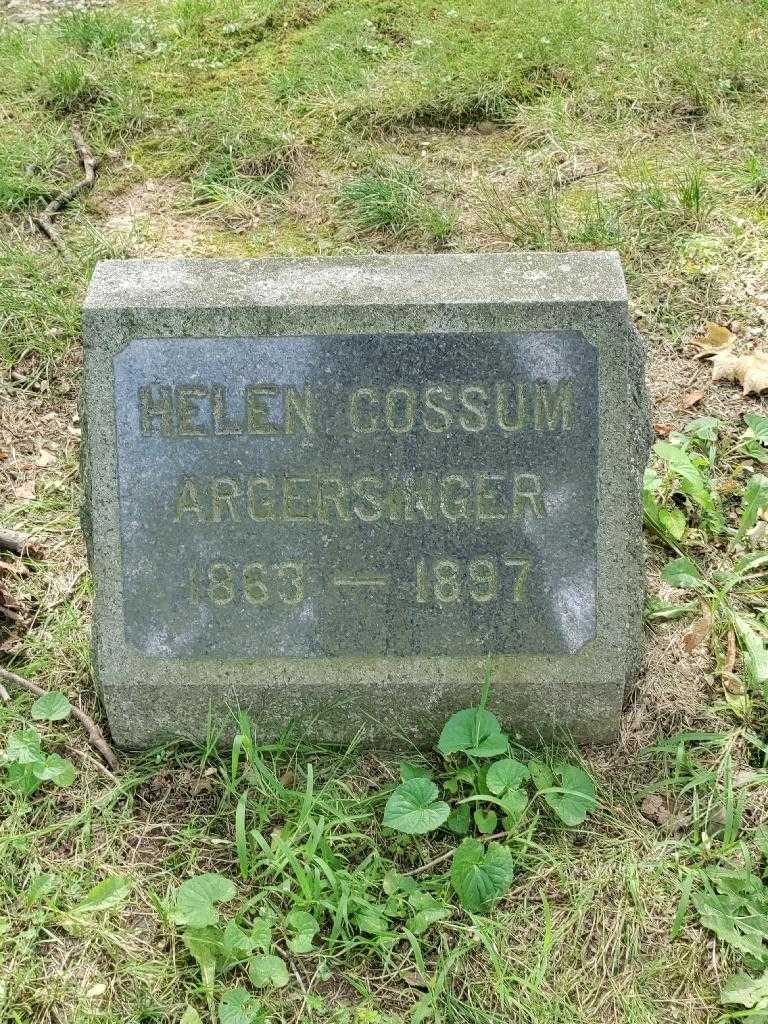 HELEN COSSUM
ARGERSINGER
1863 — 1897